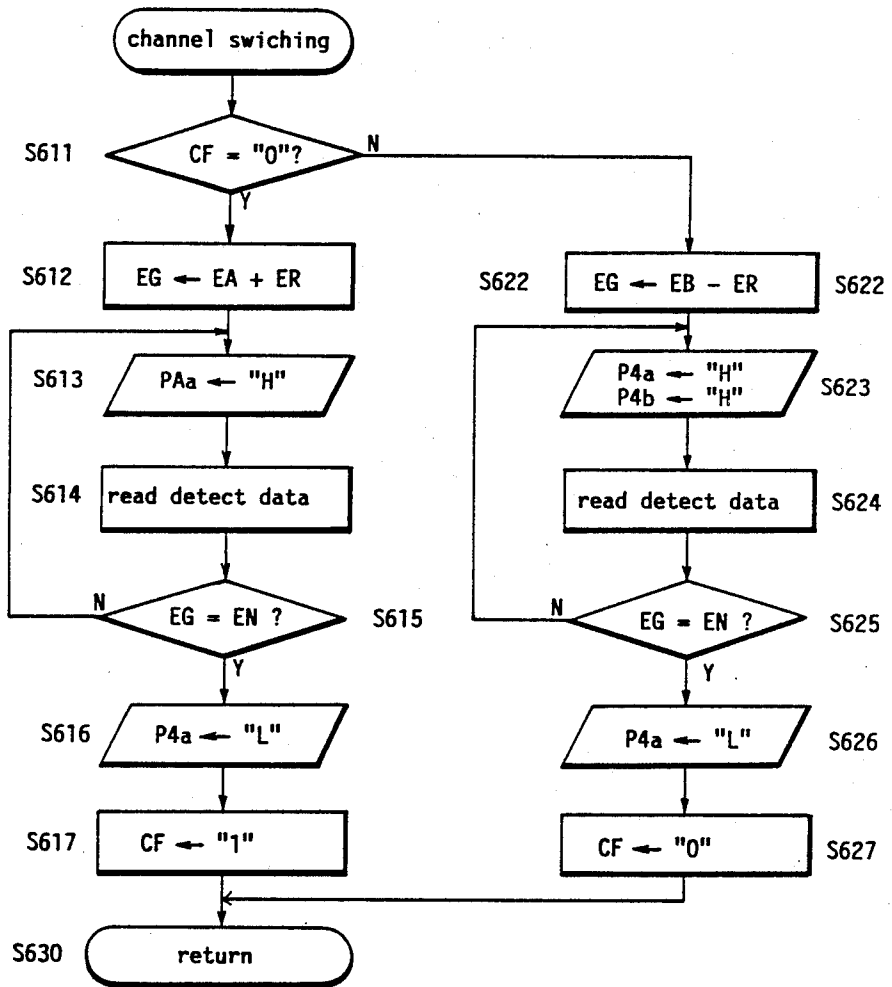 channel swiching
S611
CF = "0"?
N
Y
S612
EG ← EA + ER
S622
EG ← EB - ER
S622
S613
PAa ← "H"
P4a ← "H"
P4b ← "H"
S623
S614
read detect data
read detect data
S624
N
EG = EN ?
S615
Y
N
EG = EN ?
S625
Y
S616
P4a ← "L"
P4a ← "L"
S626
S617
CF ← "1"
CF ← "0"
S627
S630
return